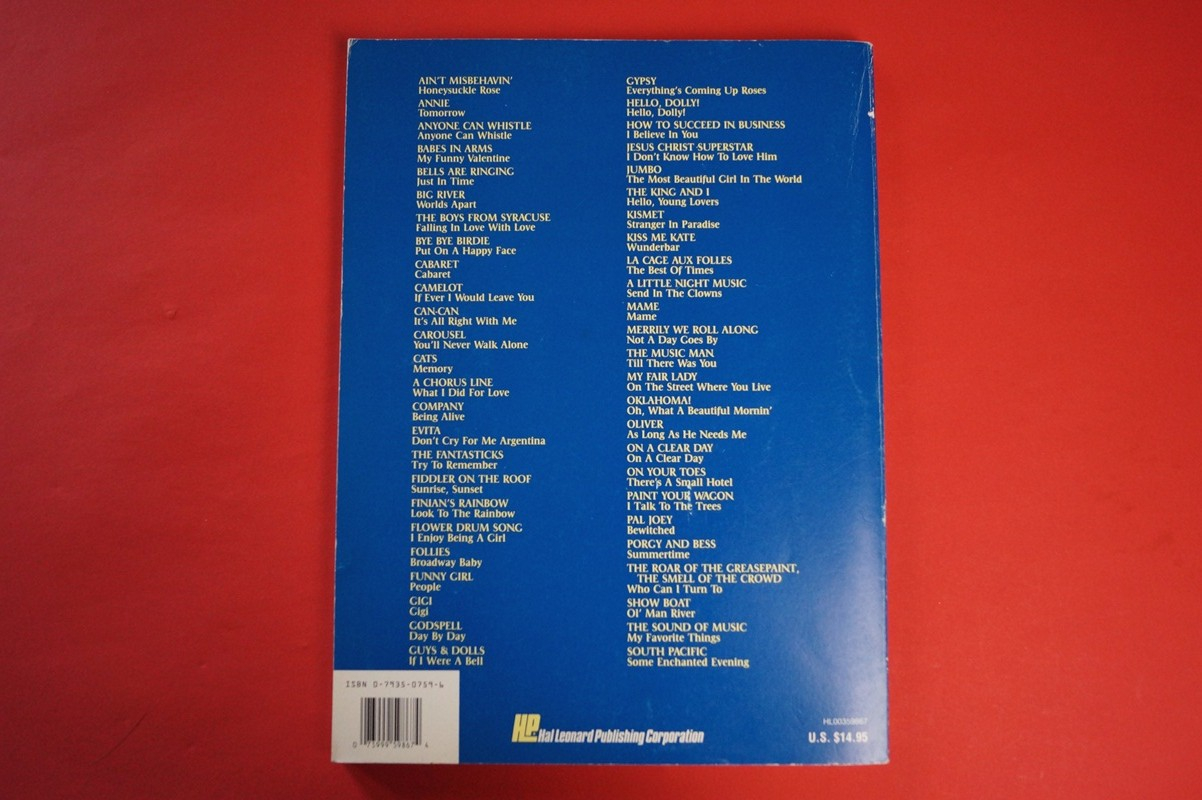 AIN'T MISBEHAVIN'
Honeysuckle Rose
ANNIE
Tomorrow
ANYONE CAN WHISTLE
Anyone Can Whistle
BABES IN ARMS
My Funny Valentine
BELLS ARE RINGING
Just In Time
BIG RIVER
Worlds Apart
THE BOYS FROM SYRACUSE
Falling In Love With Love
BYE BYE BIRDIE
Put On A Happy Face
CABARET
Cabaret
CAMELOT
If Ever I Would Leave You
CAN-CAN
It's All Right With Me
CAROUSEL
You'll Never Walk Alone
CATS
Memory
A CHORUS LINE
What I Did For Love
COMPANY
Being Alive
EVITA
Don't Cry For Me Argentina
THE FANTASTICKS
Try To Remember
FIDDLER ON THE ROOF
Sunrise, Sunset
FINIAN'S RAINBOW
Look To The Rainbow
FLOWER DRUM SONG
I Enjoy Being A Girl
FOLLIES
Broadway Baby
FUNNY GIRL
People
GIGI
Gigi
GODSPELL
Day By Day
GUYS & DOLLS
If I Were A Bell
GYPSY
Everything's Coming Up Roses
HELLO, DOLLY!
Hello, Dolly!
HOW TO SUCCEED IN BUSINESS
I Believe In You
JESUS CHRIST SUPERSTAR
I Don't Know How To Love Him
JUMBO
The Most Beautiful Girl In The World
THE KING AND I
Hello, Young Lovers
KISMET
Stranger In Paradise
KISS ME KATE
Wunderbar
LA CAGE AUX FOLLES
The Best Of Times
A LITTLE NIGHT MUSIC
Send In The Clowns
MAME
Mame
MERRILY WE ROLL ALONG
Not A Day Goes By
THE MUSIC MAN
Till There Was You
MY FAIR LADY
On The Street Where You Live
OKLAHOMA!
Oh, What A Beautiful Mornin'
OLIVER
As Long As He Needs Me
ON A CLEAR DAY
On A Clear Day
ON YOUR TOES
There's A Small Hotel
PAINT YOUR WAGON
I Talk To The Trees
PAL JOEY
Bewitched
PORGY AND BESS
Summertime
THE ROAR OF THE GREASEPAINT,
THE SMELL OF THE CROWD
Who Can I Turn To
SHOW BOAT
Ol' Man River
THE SOUND OF MUSIC
My Favorite Things
SOUTH PACIFIC
Some Enchanted Evening
ISBN 0-7935-0759-6
0 73999 59867 4
HL Hal Leonard Publishing Corporation
HL00359867
U.S. $14.95